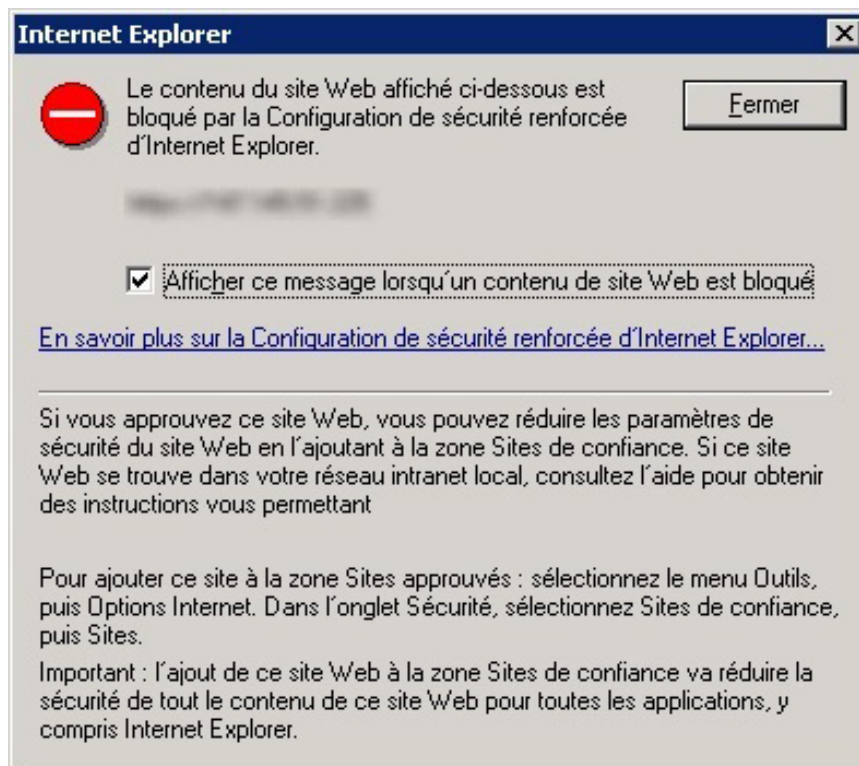 Internet Explorer
Le contenu du site Web affiché ci-dessous est
bloqué par la Configuration de sécurité renforcée
d'Internet Explorer.
Fermer
Afficher ce message lorsqu'un contenu de site Web est bloqué
En savoir plus sur la Configuration de sécurité renforcée d'Internet Explorer...
Si vous approuvez ce site Web, vous pouvez réduire les paramètres de
sécurité du site Web en l'ajoutant à la zone Sites de confiance. Si ce site
Web se trouve dans votre réseau intranet local, consultez l'aide pour obtenir
des instructions vous permettant
Pour ajouter ce site à la zone Sites approuvés : sélectionnez le menu Outils,
puis Options Internet. Dans l'onglet Sécurité, sélectionnez Sites de confiance,
puis Sites.
Important : l'ajout de ce site Web à la zone Sites de confiance va réduire la
sécurité de tout le contenu de ce site Web pour toutes les applications, y
compris Internet Explorer.